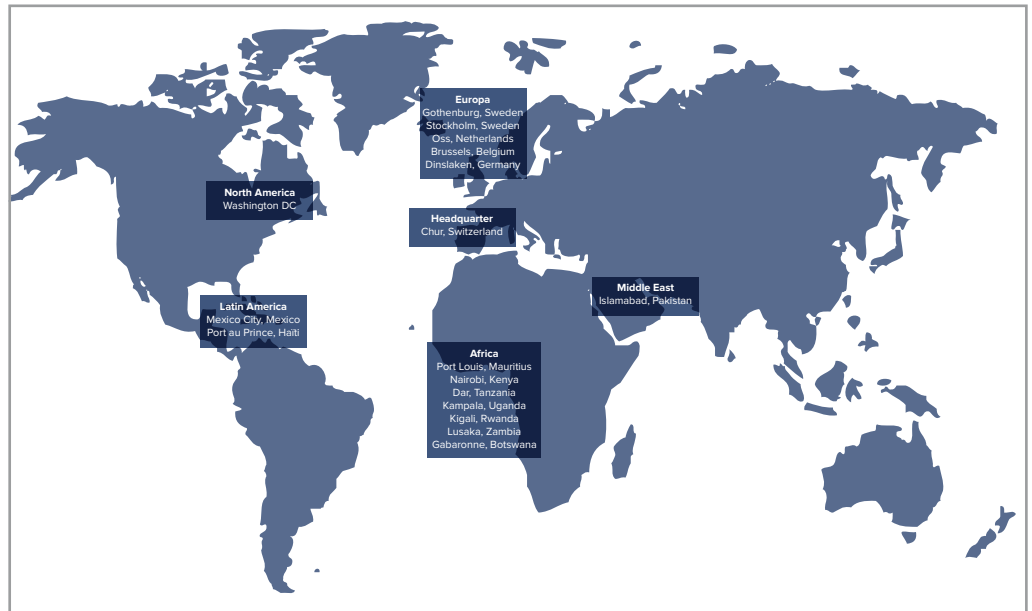 Europa
Gothenburg, Sweden
Stockholm, Sweden
Oss, Netherlands
Brussels, Belgium
Dinslaken, Germany
North America
Washington DC
Headquarter
Chur, Switzerland
Middle East
Islamabad, Pakistan
Latin America
Mexico City, Mexico
Port au Prince, Haïti
Africa
Port Louis, Mauritius
Nairobi, Kenya
Dar, Tanzania
Kampala, Uganda
Kigali, Rwanda
Lusaka, Zambia
Gabaronne, Botswana